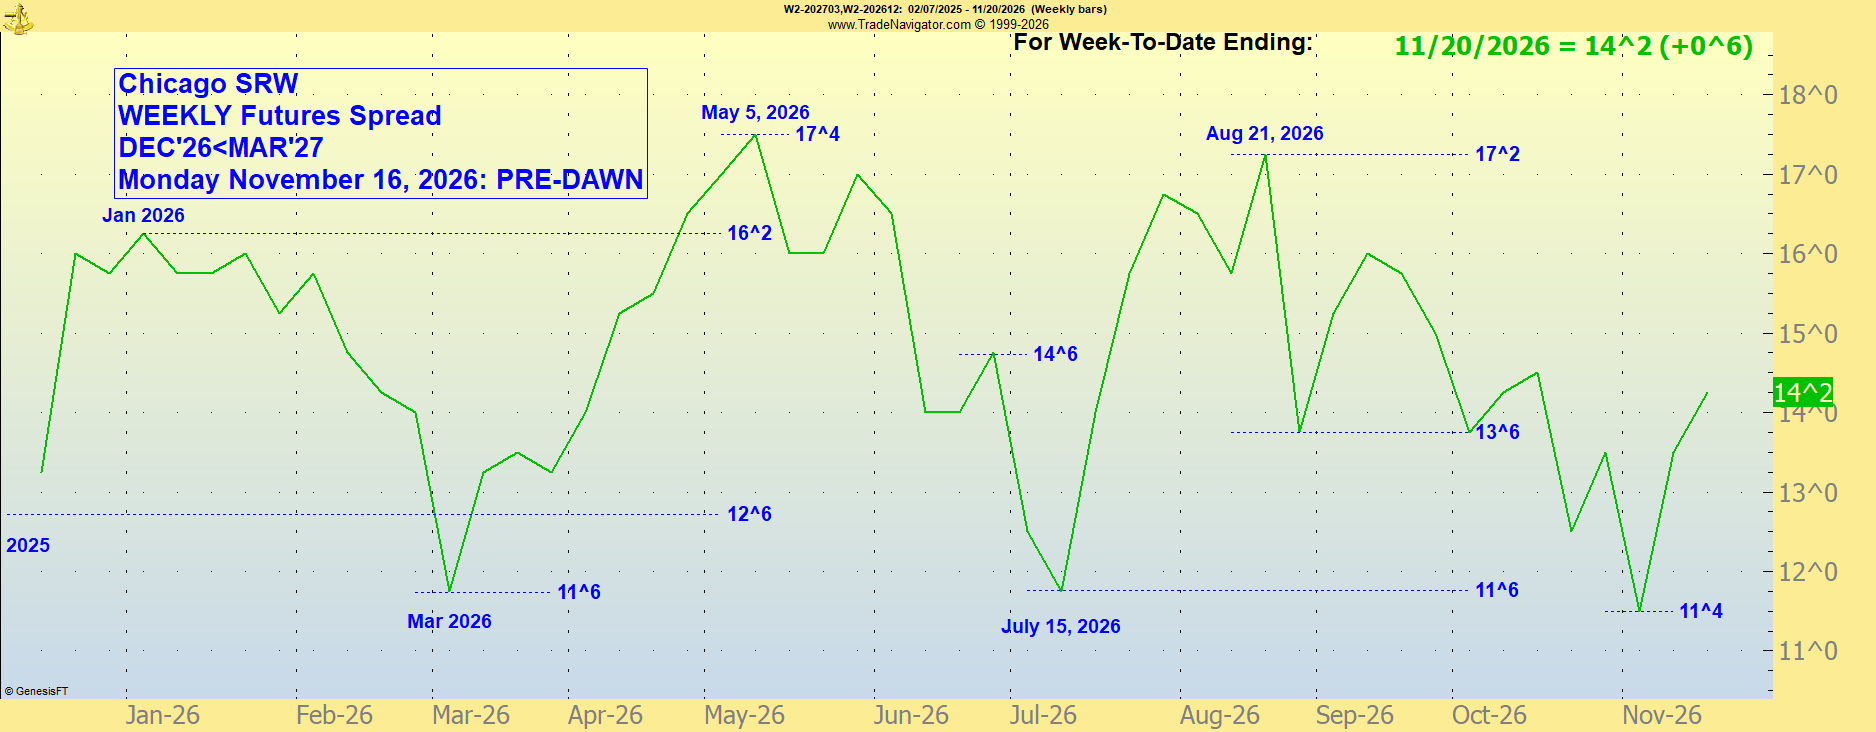 W2-202703,W2-202612: 02/07/2025 - 11/20/2026 (Weekly bars)
www.TradeNavigator.com © 1999-2026
For Week-To-Date Ending:
11/20/2026 = 14^2 (+0^6)
Chicago SRW
WEEKLY Futures Spread
DEC'26<MAR'27
Monday November 16, 2026: PRE-DAWN
Jan 2026
16^2
May 5, 2026
17^4
Aug 21, 2026
17^2
14^6
13^6
12^6
2025
11^6
Mar 2026
11^6
July 15, 2026
11^4
18^0
17^0
16^0
15^0
14^2
14^0
13^0
12^0
11^0
© GenesisFT
Jan-26
Feb-26
Mar-26
Apr-26
May-26
Jun-26
Jul-26
Aug-26
Sep-26
Oct-26
Nov-26